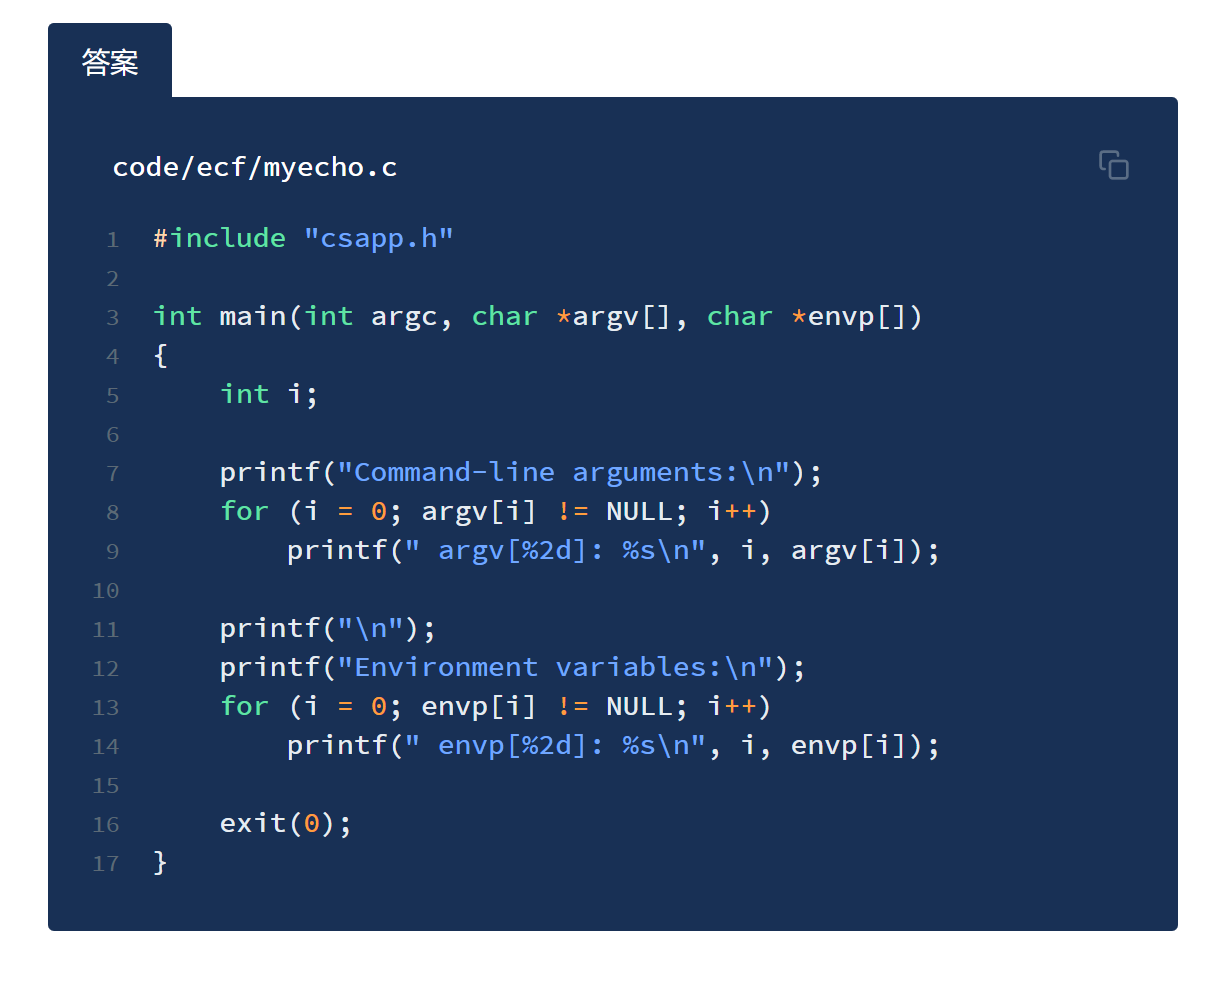 答案
code/ecf/myecho.c
1 #include "csapp.h"
2
3 int main(int argc, char *argv[], char *envp[])
4 {
5     int i;
6
7     printf("Command-line arguments:\n");
8     for (i = 0; argv[i] != NULL; i++)
9         printf(" argv[%2d]: %s\n", i, argv[i]);
10
11     printf("\n");
12     printf("Environment variables:\n");
13     for (i = 0; envp[i] != NULL; i++)
14         printf(" envp[%2d]: %s\n", i, envp[i]);
15
16     exit(0);
17 }